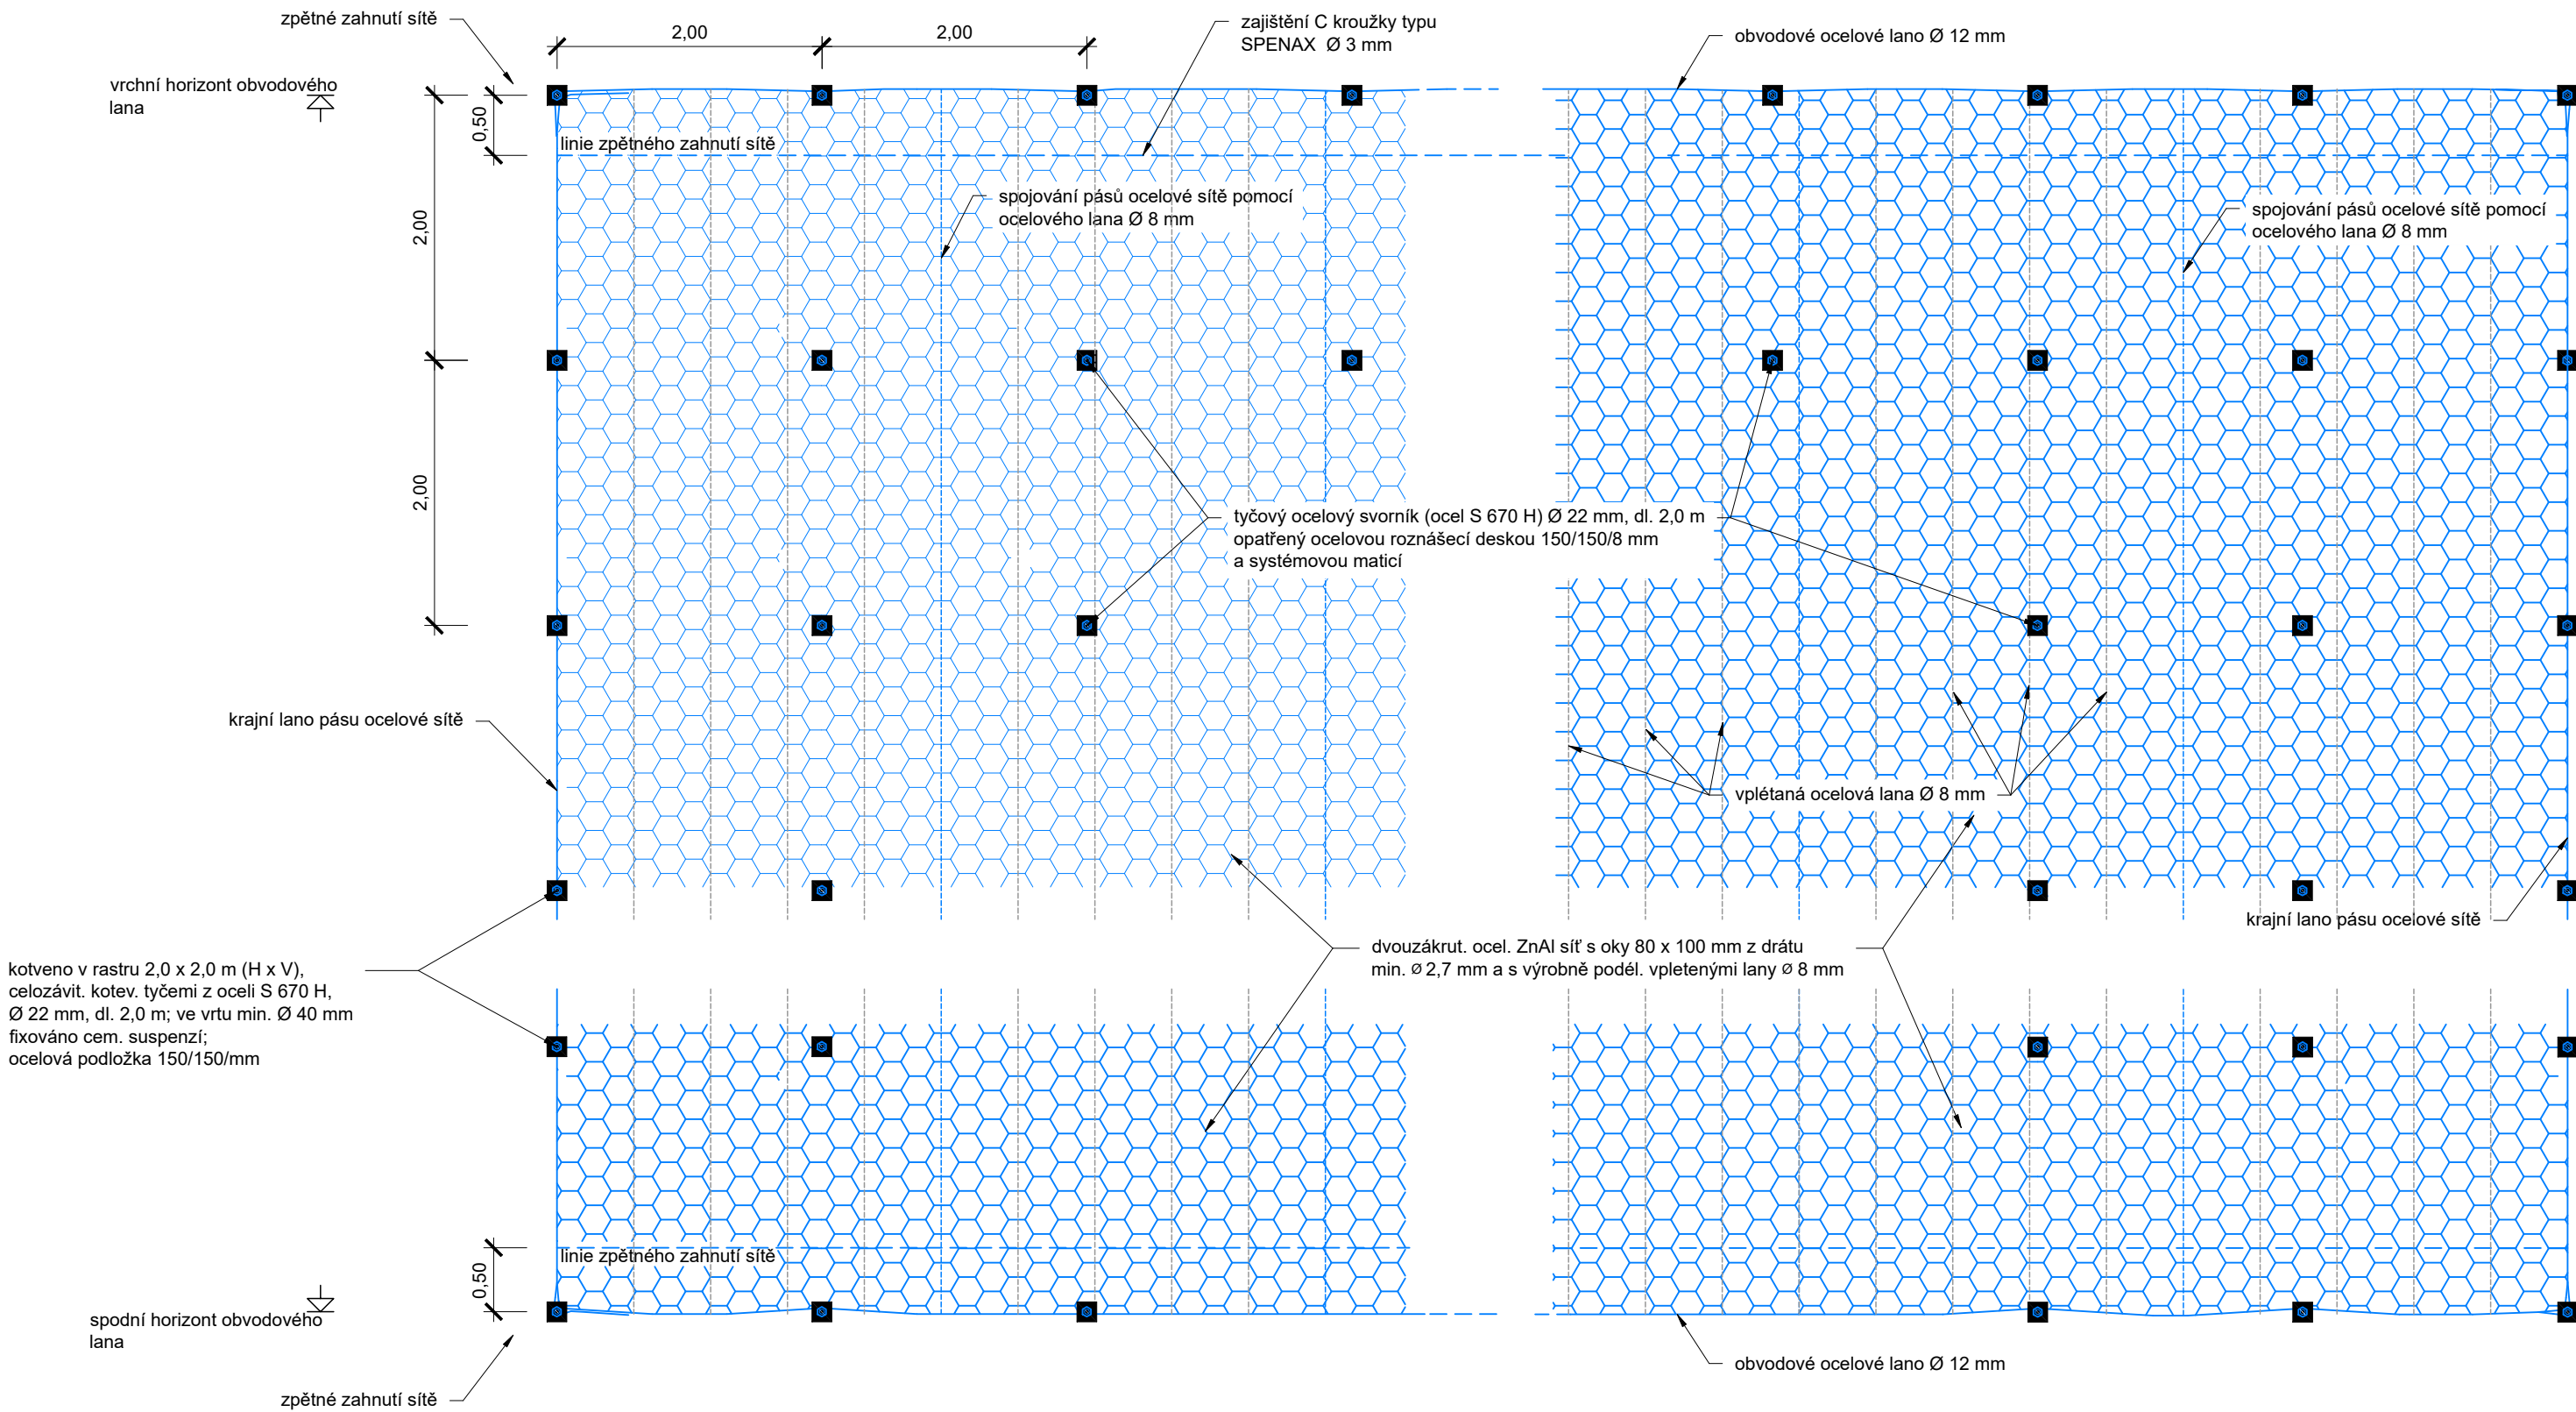 zpětné zahnutí sítě
2,00
2,00
zajištění C kroužky typu
SPENAX Ø 3 mm
obvodové ocelové lano Ø 12 mm
vrchní horizont obvodového
lana
0,50
linie zpětného zahnutí sítě
spojování pásů ocelové sítě pomocí
ocelového lana Ø 8 mm
spojování pásů ocelové sítě pomocí
ocelového lana Ø 8 mm
2,00
2,00
tyčový ocelový svorník (ocel S 670 H) Ø 22 mm, dl. 2,0 m
opatřený ocelovou roznášecí deskou 150/150/8 mm
a systémovou maticí
krajní lano pásu ocelové sítě
vplétaná ocelová lana Ø 8 mm
krajní lano pásu ocelové sítě
dvouzákrut. ocel. ZnAl síť s oky 80 x 100 mm z drátu
min. Ø 2,7 mm a s výrobně podél. vpletenými lany Ø 8 mm
kotveno v rastru 2,0 x 2,0 m (H x V),
celozávit. kotev. tyčemi z oceli S 670 H,
Ø 22 mm, dl. 2,0 m; ve vrtu min. Ø 40 mm
fixováno cem. suspenzí;
ocelová podložka 150/150/mm
linie zpětného zahnutí sítě
0,50
spodní horizont obvodového
lana
obvodové ocelové lano Ø 12 mm
zpětné zahnutí sítě